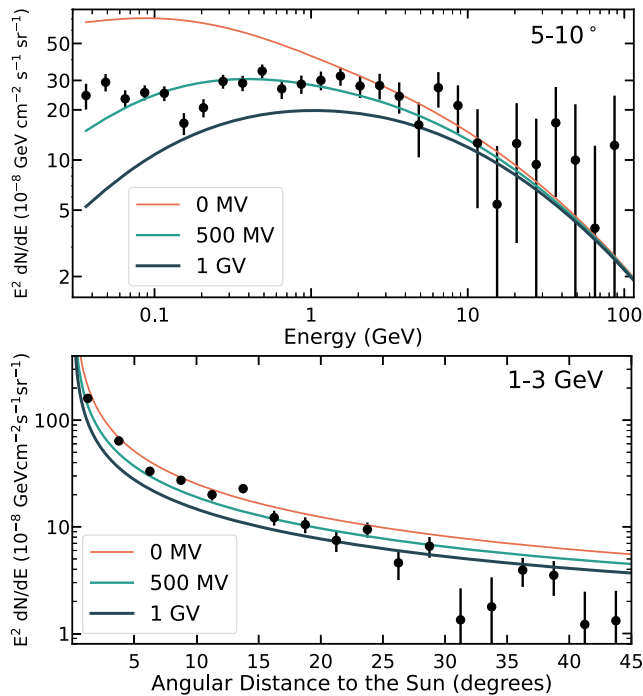 5-10°
E² dN/dE (10⁻⁸ GeV cm⁻² s⁻¹ sr⁻¹)
50
30
20
10
5
2
0 MV
500 MV
1 GV
0.1 1 10 100
Energy (GeV)
1-3 GeV
E² dN/dE (10⁻⁸ GeVcm⁻²s⁻¹sr⁻¹)
100
10
1
0 MV
500 MV
1 GV
5 10 15 20 25 30 35 40 45
Angular Distance to the Sun (degrees)